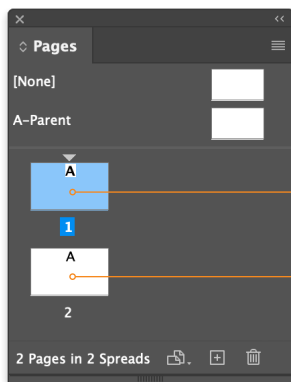 Pages
[None]
A-Parent
A
1
A
2
2 Pages in 2 Spreads